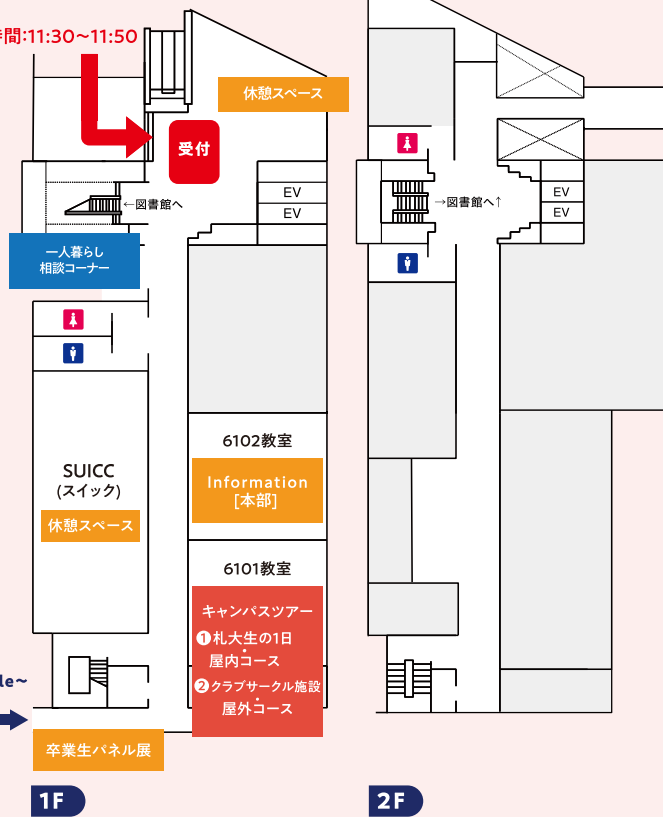 間:11:30~11:50
休憩スペース
受付
EV
EV
←図書館へ
一人暮らし
相談コーナー
6102教室
Information
[本部]
SUICC
(スイック)
休憩スペース
6101教室
キャンパスツアー
❶札大生の1日
・
屋内コース
❷クラブサークル施設
・
屋外コース
le~
卒業生パネル展
1F
EV
EV
→図書館へ↑
2F